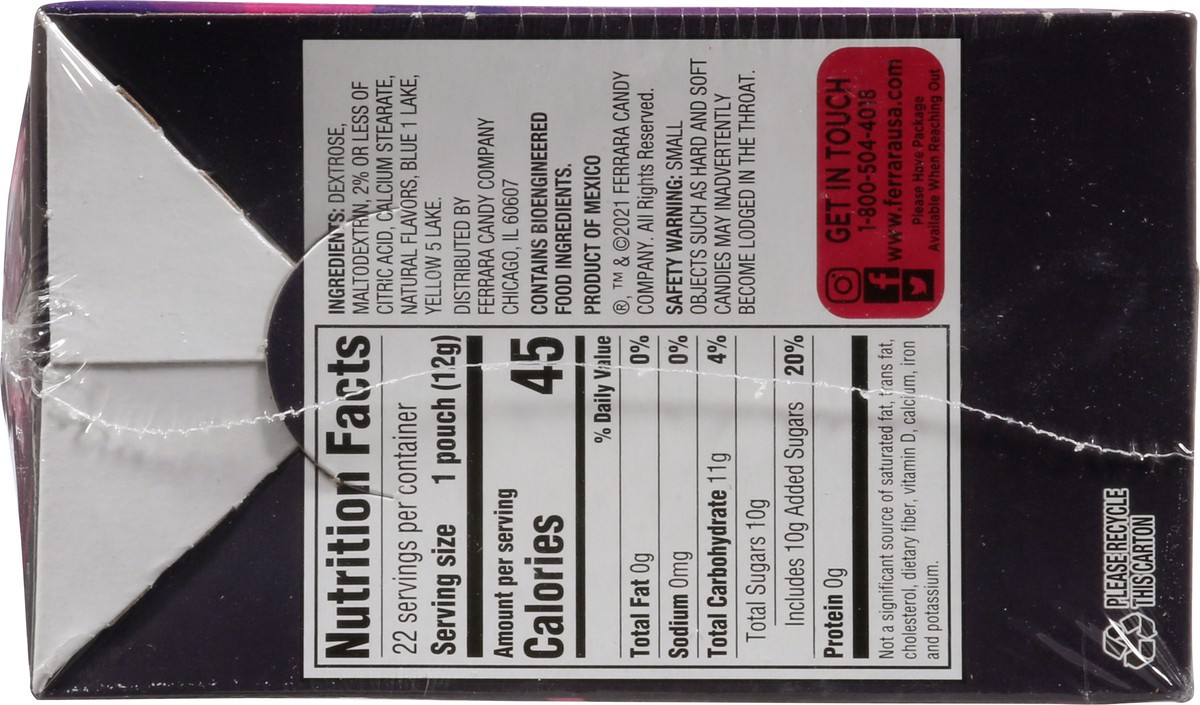 Nutrition Facts
22 servings per container
Serving size 1 pouch (12g)
Amount per serving
Calories 45
% Daily Value
Total Fat 0g 0%
Sodium 0mg 0%
Total Carbohydrate 11g 4%
Total Sugars 10g
Includes 10g Added Sugars 20%
Protein 0g
Not a significant source of saturated fat, trans fat,
cholesterol, dietary fiber, vitamin D, calcium, iron
and potassium.
INGREDIENTS: DEXTROSE,
MALTODEXTRIN, 2% OR LESS OF
CITRIC ACID, CALCIUM STEARATE,
NATURAL FLAVORS, BLUE 1 LAKE,
YELLOW 5 LAKE.
DISTRIBUTED BY
FERRARA CANDY COMPANY
CHICAGO, IL 60607
CONTAINS BIOENGINEERED
FOOD INGREDIENTS.
PRODUCT OF MEXICO
®, ™ & ©2021 FERRARA CANDY
COMPANY. All Rights Reserved.
SAFETY WARNING: SMALL
OBJECTS SUCH AS HARD AND SOFT
CANDIES MAY INADVERTENTLY
BECOME LODGED IN THE THROAT.
GET IN TOUCH
1-800-504-4018
www.ferrarausa.com
Please Have Package
Available When Reaching Out
PLEASE RECYCLE
THIS CARTON